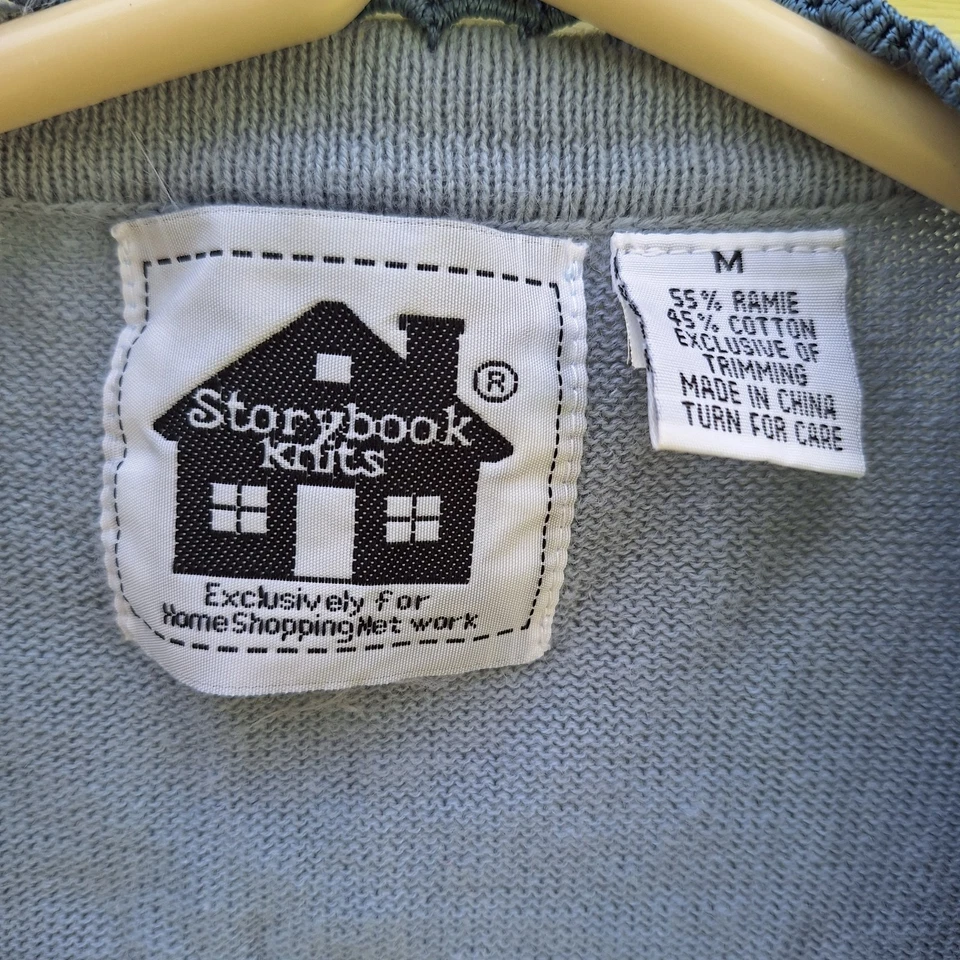 Storybook
knits
®
Exclusively for
Home Shopping Network
M
55% RAMIE
45% COTTON
EXCLUSIVE OF
TRIMMING
MADE IN CHINA
TURN FOR CARE